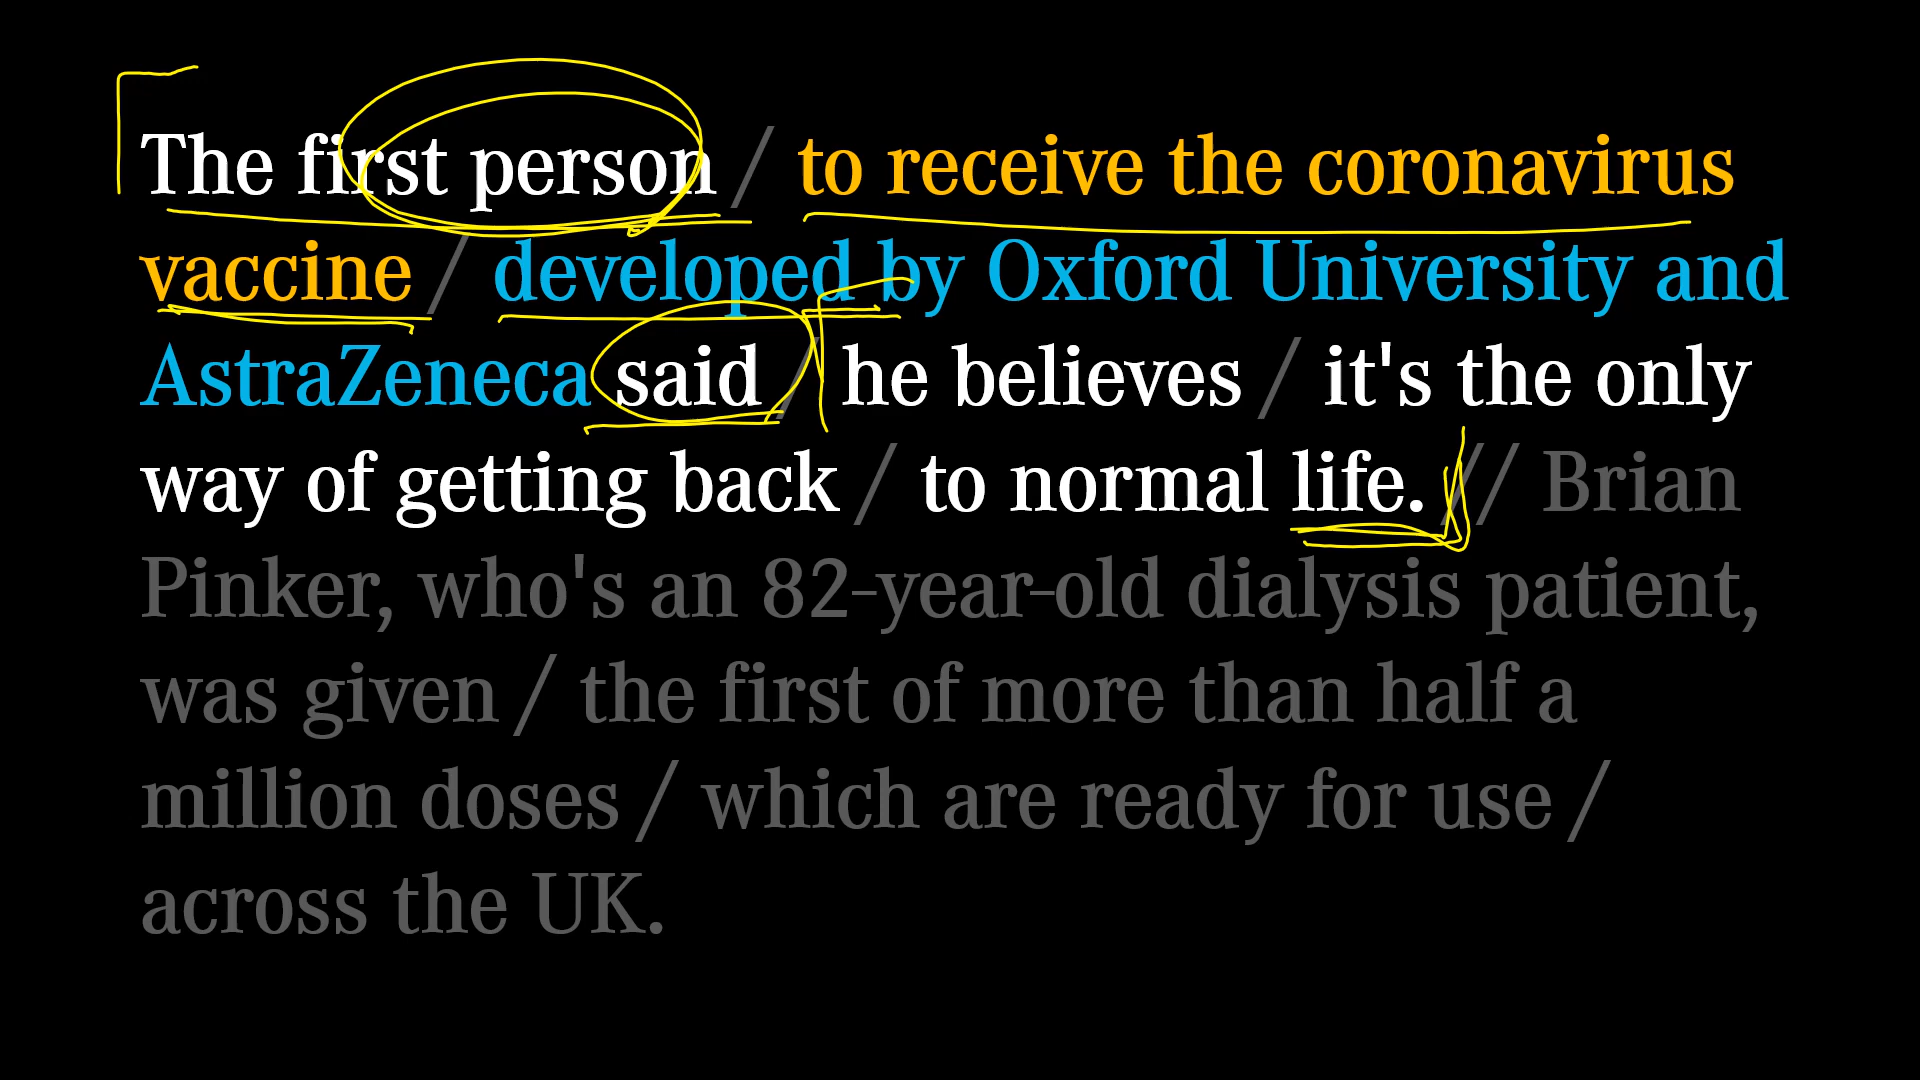 The first person / to receive the coronavirus
vaccine / developed by Oxford University and
AstraZeneca said / he believes / it's the only
way of getting back / to normal life. // Brian
Pinker, who's an 82-year-old dialysis patient,
was given / the first of more than half a
million doses / which are ready for use /
across the UK.